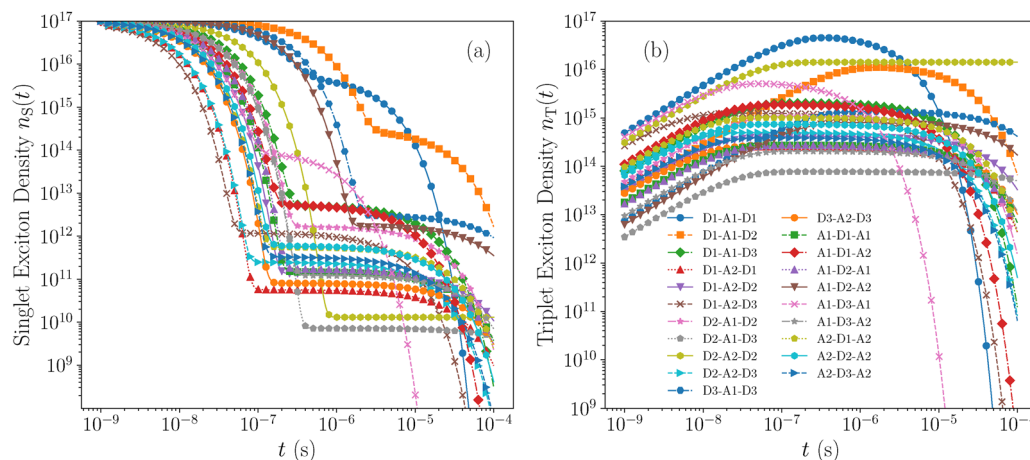 (a)
Singlet Exciton Density n_S(t)
10^17
10^16
10^15
10^14
10^13
10^12
10^11
10^10
10^9
10^−9 10^−8 10^−7 10^−6 10^−5 10^−4
t (s)
(b)
Triplet Exciton Density n_T(t)
10^17
10^16
10^15
10^14
10^13
10^12
10^11
10^10
10^9
D1-A1-D1
D1-A1-D2
D1-A1-D3
D1-A2-D1
D1-A2-D2
D1-A2-D3
D2-A1-D2
D2-A1-D3
D2-A2-D2
D2-A2-D3
D3-A1-D3
D3-A2-D3
A1-D1-A1
A1-D1-A2
A1-D2-A1
A1-D2-A2
A1-D3-A1
A1-D3-A2
A2-D1-A2
A2-D2-A2
A2-D3-A2
10^−9 10^−8 10^−7 10^−6 10^−5 10^−4
t (s)